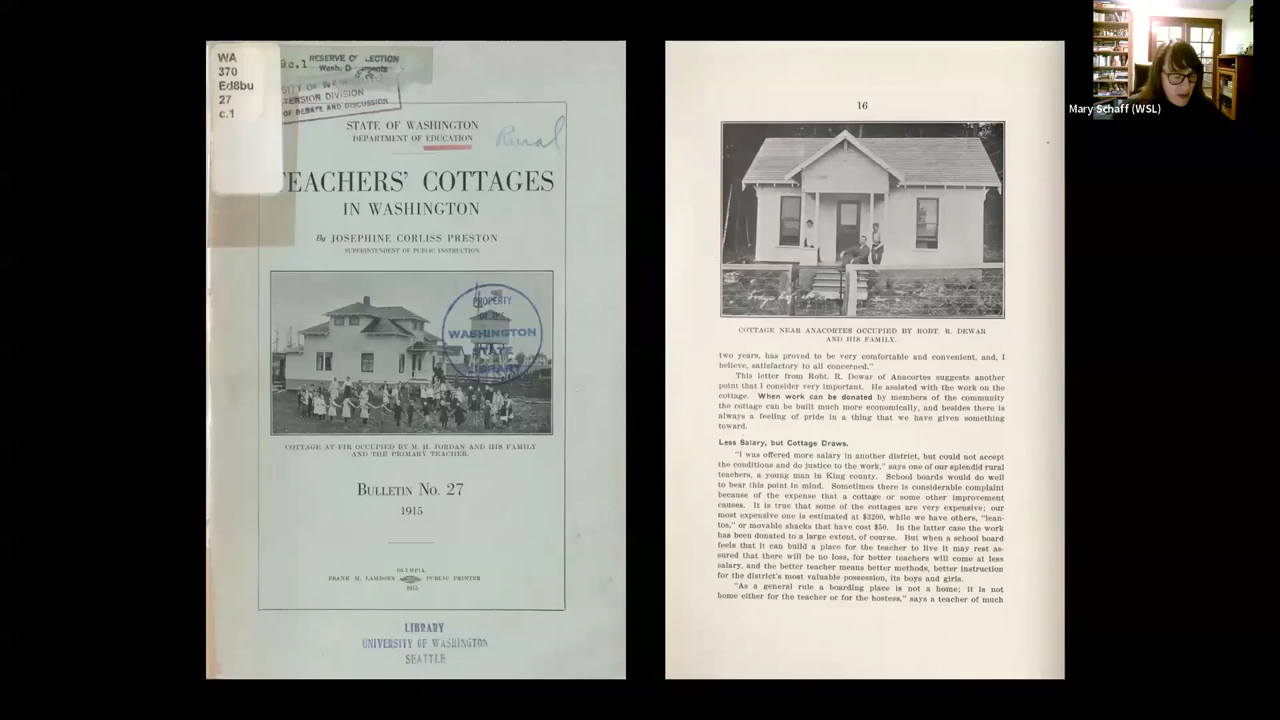 WA
370
Ed8bu
27
c.1
9c.1 RESERVE COLLECTION
Wash. Documents
TENSION DIVISION
OF DEBATE AND DISCUSSION
STATE OF WASHINGTON
DEPARTMENT OF EDUCATION
Rural
TEACHERS' COTTAGES
IN WASHINGTON
By JOSEPHINE CORLISS PRESTON
SUPERINTENDENT OF PUBLIC INSTRUCTION
PROPERTY
OF THE
WASHINGTON
STATE
LIBRARY
COTTAGE AT FIR OCCUPIED BY M. H. JORDAN AND HIS FAMILY
AND THE PRIMARY TEACHER.
BULLETIN No. 27
1915
OLYMPIA.
FRANK M. LAMBORN PUBLIC PRINTER
1915
LIBRARY
UNIVERSITY OF WASHINGTON
SEATTLE
16
COTTAGE NEAR ANACORTES OCCUPIED BY ROBT. R. DEWAR
AND HIS FAMILY.
two years, has proved to be very comfortable and convenient, and, I
believe, satisfactory to all concerned."
This letter from Robt. R. Dewar of Anacortes suggests another
point that I consider very important. He assisted with the work on the
cottage. When work can be donated by members of the community
the cottage can be built much more economically, and besides there is
always a feeling of pride in a thing that we have given something
toward.
Less Salary, but Cottage Draws.
"I was offered more salary in another district, but could not accept
the conditions and do justice to the work," says one of our splendid rural
teachers, a young man in King county. School boards would do well
to bear this point in mind. Sometimes there is considerable complaint
because of the expense that a cottage or some other improvement
causes. It is true that some of the cottages are very expensive; our
most expensive one is estimated at $3200, while we have others, "lean-
tos," or movable shacks that have cost $50. In the latter case the work
has been donated to a large extent, of course. But when a school board
feels that it can build a place for the teacher to live it may rest as-
sured that there will be no loss, for better teachers will come at less
salary, and the better teacher means better methods, better instruction
for the district's most valuable possession, its boys and girls.
"As a general rule a boarding place is not a home; it is not
home either for the teacher or for the hostess," says a teacher of much
Mary Schaff (WSL)